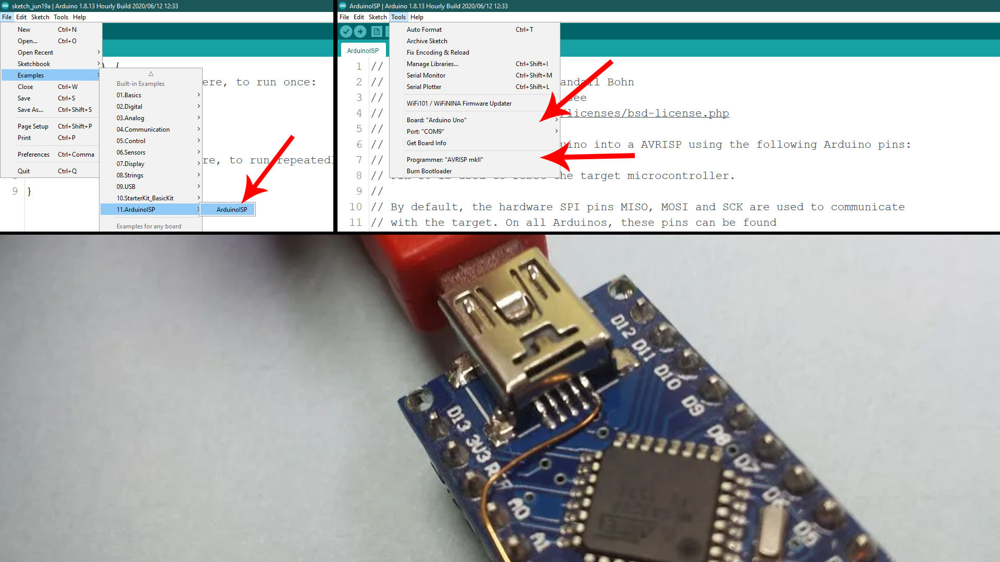 sketch_jun19a | Arduino 1.8.13 Hourly Build 2020/06/12 12:33
File Edit Sketch Tools Help
New Ctrl+N
Open... Ctrl+O
Open Recent
Sketchbook
Examples
Close Ctrl+W
Save Ctrl+S
Save As... Ctrl+Shift+S
Page Setup Ctrl+Shift+P
Print Ctrl+P
Preferences Ctrl+Comma
Quit Ctrl+Q
9 }
) {
ere, to run once:
re, to run repeatedl
Built-in Examples
01.Basics
02.Digital
03.Analog
04.Communication
05.Control
06.Sensors
07.Display
08.Strings
09.USB
10.StarterKit_BasicKit
11.ArduinoISP
ArduinoISP
Examples for any board
ArduinoISP | Arduino 1.8.13 Hourly Build 2020/06/12 12:33
File Edit Sketch Tools Help
ArduinoISP
Auto Format Ctrl+T
Archive Sketch
Fix Encoding & Reload
Manage Libraries... Ctrl+Shift+I
Serial Monitor Ctrl+Shift+M
Serial Plotter Ctrl+Shift+L
WiFi101 / WiFiNINA Firmware Updater
Board: "Arduino Uno"
Port: "COM9"
Get Board Info
Programmer: "AVRISP mkII"
Burn Bootloader
1 //
2 // andall Bohn
3 // see
4 // /licenses/bsd-license.php
5 //
6 // uino into a AVRISP using the following Arduino pins:
7 //
8 // the target microcontroller.
9 //
10 // By default, the hardware SPI pins MISO, MOSI and SCK are used to communicate
11 // with the target. On all Arduinos, these pins can be found
D12
D11
D10
D9
D8
D7
D6
D5
D13
3V3
A0
A1